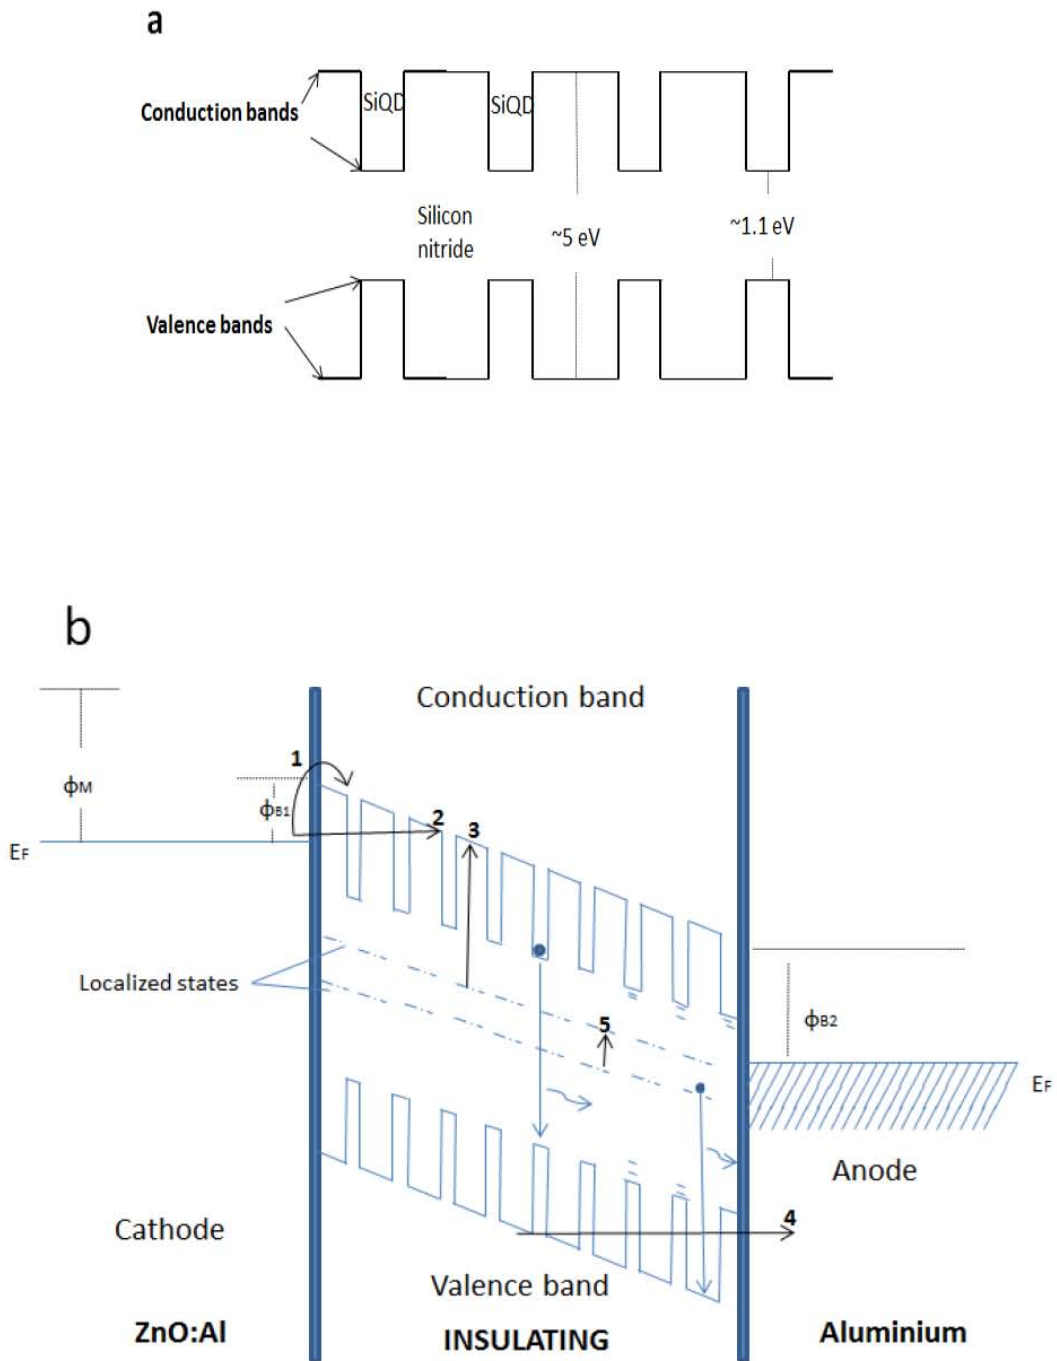 a
Conduction bands
SiQD
SiQD
Silicon
nitride
~5 eV
~1.1 eV
Valence bands
b
Conduction band
ϕM
1
ϕB1
2
3
EF
Localized states
5
ϕB2
EF
Anode
4
Cathode
Valence band
ZnO:Al
INSULATING
Aluminium